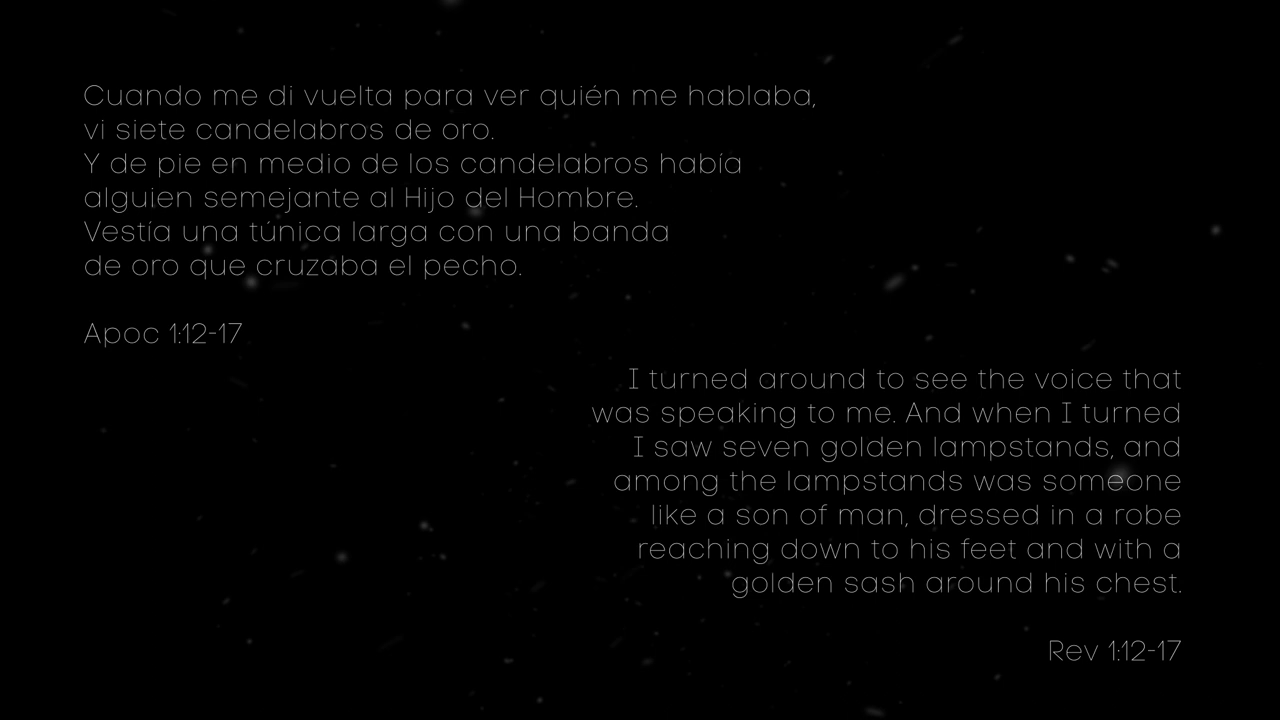 Cuando me di vuelta para ver quién me hablaba,
vi siete candelabros de oro.
Y de pie en medio de los candelabros había
alguien semejante al Hijo del Hombre.
Vestía una túnica larga con una banda
de oro que cruzaba el pecho.
Apoc 1:12-17
I turned around to see the voice that
was speaking to me. And when I turned
I saw seven golden lampstands, and
among the lampstands was someone
like a son of man, dressed in a robe
reaching down to his feet and with a
golden sash around his chest.
Rev 1:12-17